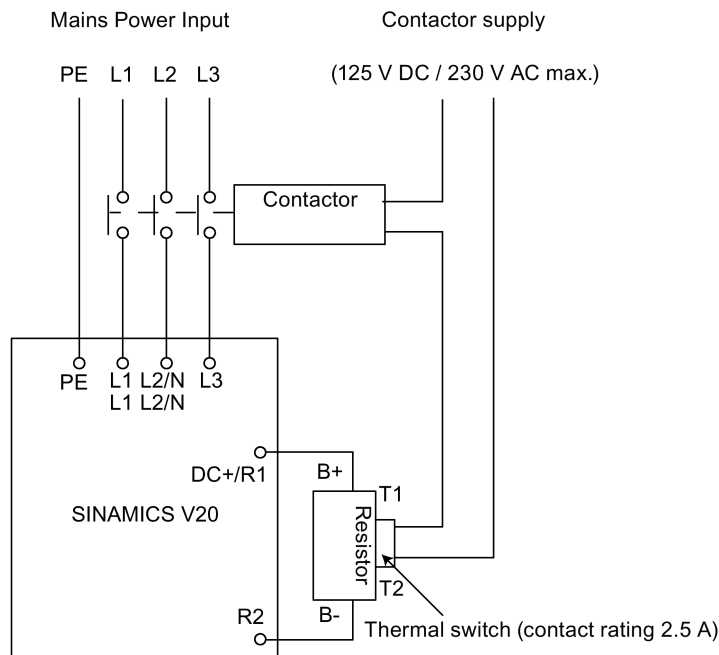 Mains Power Input
Contactor supply
PE L1 L2 L3
(125 V DC / 230 V AC max.)
Contactor
PE L1 L2/N L3
L1 L2/N
DC+/R1
B+
T1
SINAMICS V20
Resistor
T2
R2
B-
Thermal switch (contact rating 2.5 A)